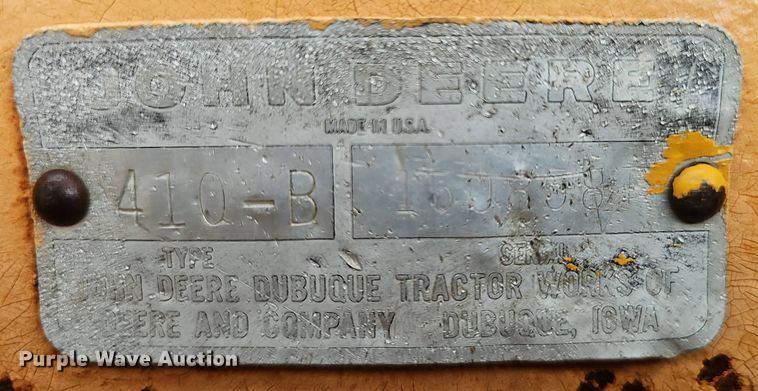 JOHN DEERE
MADE IN U.S.A.
410-B
TYPE
SERIAL
JOHN DEERE DUBUQUE TRACTOR WORKS OF
DEERE AND COMPANY DUBUQUE, IOWA
Purple Wave Auction